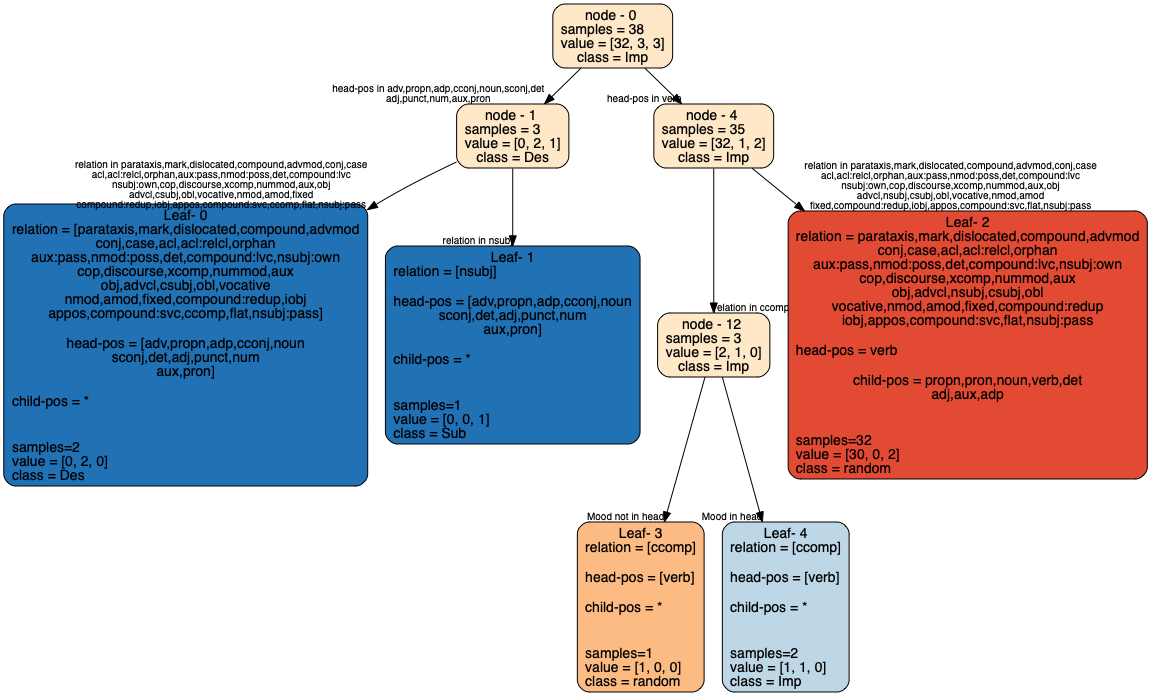 node - 0
samples = 38
value = [32, 3, 3]
class = Imp
head-pos in adv,propn,adp,cconj,noun,sconj,det
adj,punct,num,aux,pron
head-pos in verb
node - 1
samples = 3
value = [0, 2, 1]
class = Des
node - 4
samples = 35
value = [32, 1, 2]
class = Imp
relation in parataxis,mark,dislocated,compound,advmod,conj,case
acl,acl:relcl,orphan,aux:pass,nmod:poss,det,compound:lvc
nsubj:own,cop,discourse,xcomp,nummod,aux,obj
advcl,csubj,obl,vocative,nmod,amod,fixed
compound:redup,iobj,appos,compound:svc,ccomp,flat,nsubj:pass
relation in nsubj
relation in ccomp
relation in parataxis,mark,dislocated,compound,advmod,conj,case
acl,acl:relcl,orphan,aux:pass,nmod:poss,det,compound:lvc
nsubj:own,cop,discourse,xcomp,nummod,aux,obj
advcl,nsubj,csubj,obl,vocative,nmod,amod
fixed,compound:redup,iobj,appos,compound:svc,flat,nsubj:pass
Leaf- 0
relation = [parataxis,mark,dislocated,compound,advmod
conj,case,acl,acl:relcl,orphan
aux:pass,nmod:poss,det,compound:lvc,nsubj:own
cop,discourse,xcomp,nummod,aux
obj,advcl,csubj,obl,vocative
nmod,amod,fixed,compound:redup,iobj
appos,compound:svc,ccomp,flat,nsubj:pass]
head-pos = [adv,propn,adp,cconj,noun
sconj,det,adj,punct,num
aux,pron]
child-pos = *
samples=2
value = [0, 2, 0]
class = Des
Leaf- 1
relation = [nsubj]
head-pos = [adv,propn,adp,cconj,noun
sconj,det,adj,punct,num
aux,pron]
child-pos = *
samples=1
value = [0, 0, 1]
class = Sub
node - 12
samples = 3
value = [2, 1, 0]
class = Imp
Leaf- 2
relation = parataxis,mark,dislocated,compound,advmod
conj,case,acl,acl:relcl,orphan
aux:pass,nmod:poss,det,compound:lvc,nsubj:own
cop,discourse,xcomp,nummod,aux
obj,advcl,nsubj,csubj,obl
vocative,nmod,amod,fixed,compound:redup
iobj,appos,compound:svc,flat,nsubj:pass
head-pos = verb
child-pos = propn,pron,noun,verb,det
adj,aux,adp
samples=32
value = [30, 0, 2]
class = random
Mood not in head
Mood in head
Leaf- 3
relation = [ccomp]
head-pos = [verb]
child-pos = *
samples=1
value = [1, 0, 0]
class = random
Leaf- 4
relation = [ccomp]
head-pos = [verb]
child-pos = *
samples=2
value = [1, 1, 0]
class = Imp